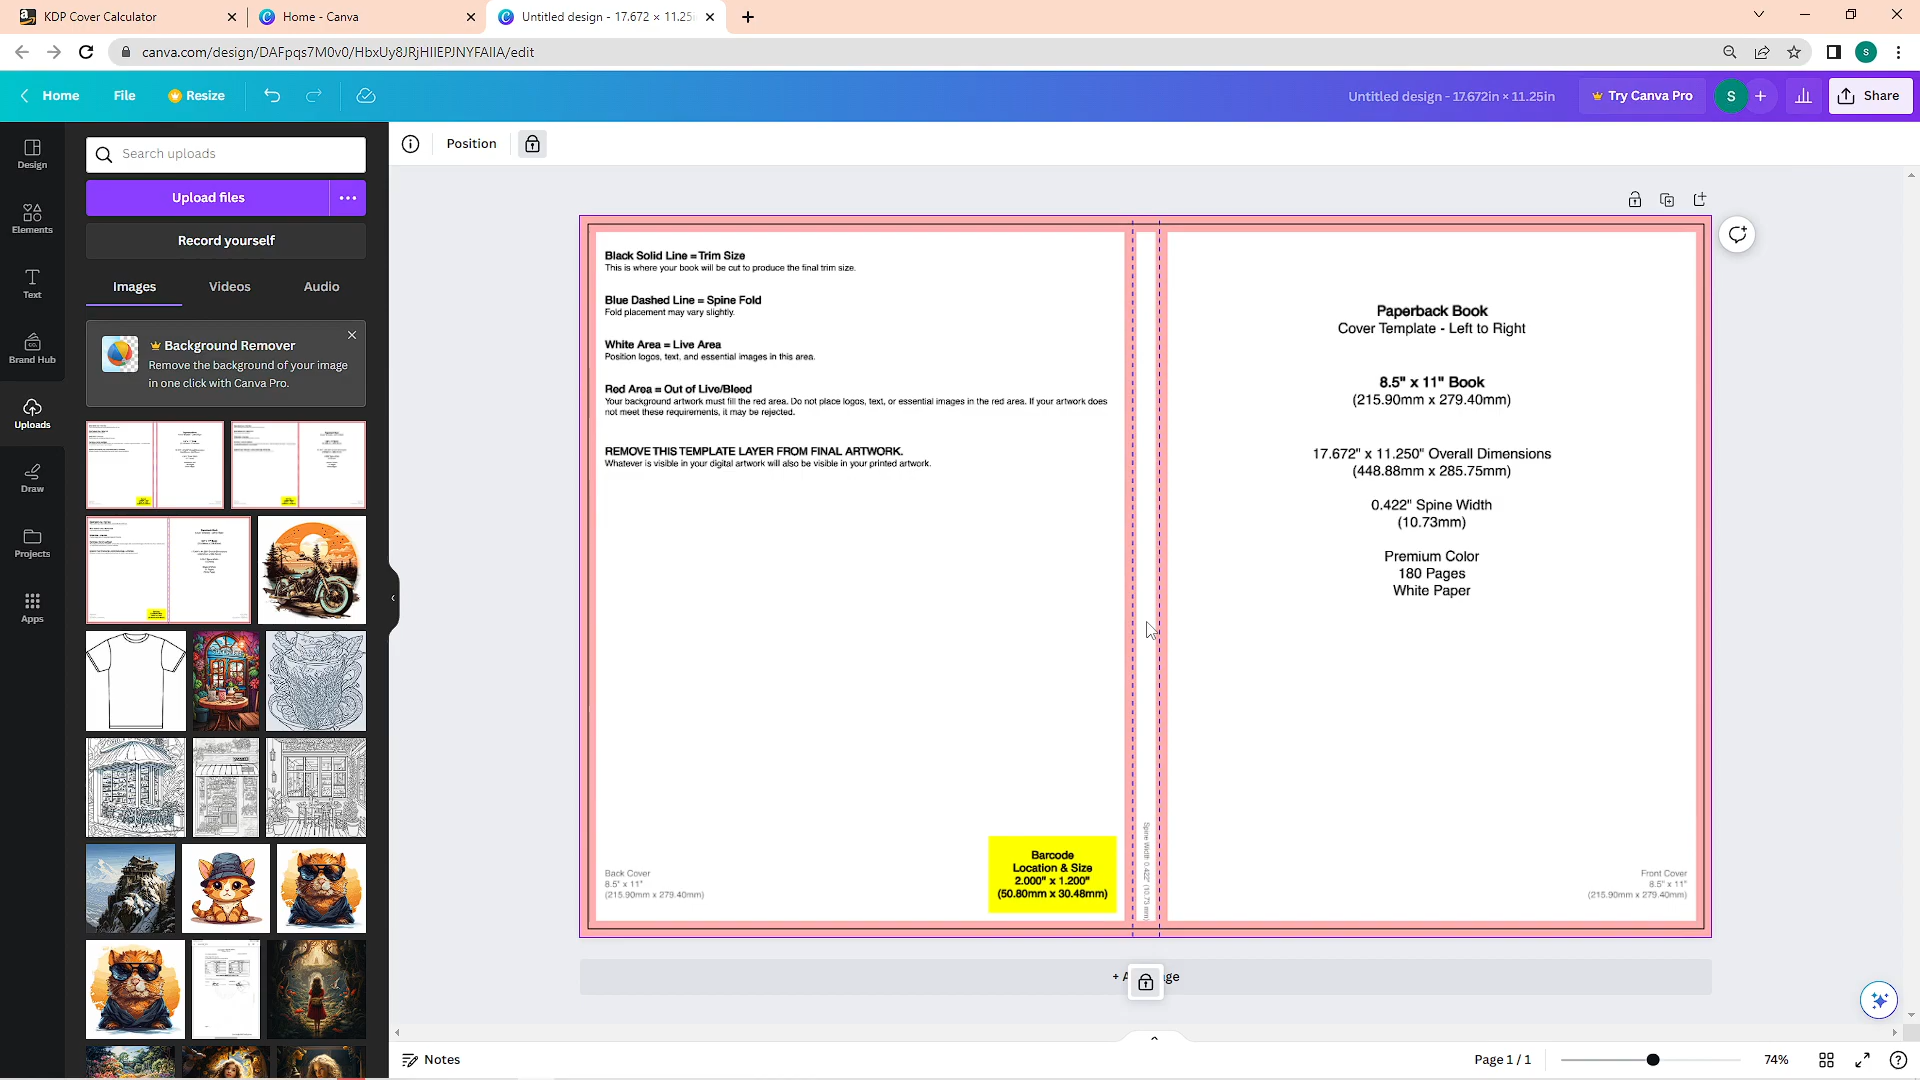 KDP Cover Calculator
Home - Canva
Untitled design - 17.672 × 11.25i
canva.com/design/DAFpqs7M0v0/HbxUy8JRjHIIEPJNYFAIIA/edit
S
Home
File
Resize
Untitled design - 17.672in × 11.25in
Try Canva Pro
S
Share
Design
Elements
Text
Brand Hub
Uploads
Draw
Projects
Apps
Search uploads
Upload files
Record yourself
Images
Videos
Audio
Background Remover
Remove the background of your image
in one click with Canva Pro.
Position
Black Solid Line = Trim Size
This is where your book will be cut to produce the final trim size.
Blue Dashed Line = Spine Fold
Fold placement may vary slightly.
White Area = Live Area
Position logos, text, and essential images in this area.
Red Area = Out of Live/Bleed
Your background artwork must fill the red area. Do not place logos, text, or essential images in the red area. If your artwork does
not meet these requirements, it may be rejected.
REMOVE THIS TEMPLATE LAYER FROM FINAL ARTWORK.
Whatever is visible in your digital artwork will also be visible in your printed artwork.
Back Cover
8.5" x 11"
(215.90mm x 279.40mm)
Barcode
Location & Size
2.000" x 1.200"
(50.80mm x 30.48mm)
Spine Width 0.422" (10.73 mm)
Paperback Book
Cover Template - Left to Right
8.5" x 11" Book
(215.90mm x 279.40mm)
17.672" x 11.250" Overall Dimensions
(448.88mm x 285.75mm)
0.422" Spine Width
(10.73mm)
Premium Color
180 Pages
White Paper
Front Cover
8.5" x 11"
(215.90mm x 279.40mm)
Notes
Page 1 / 1
74%